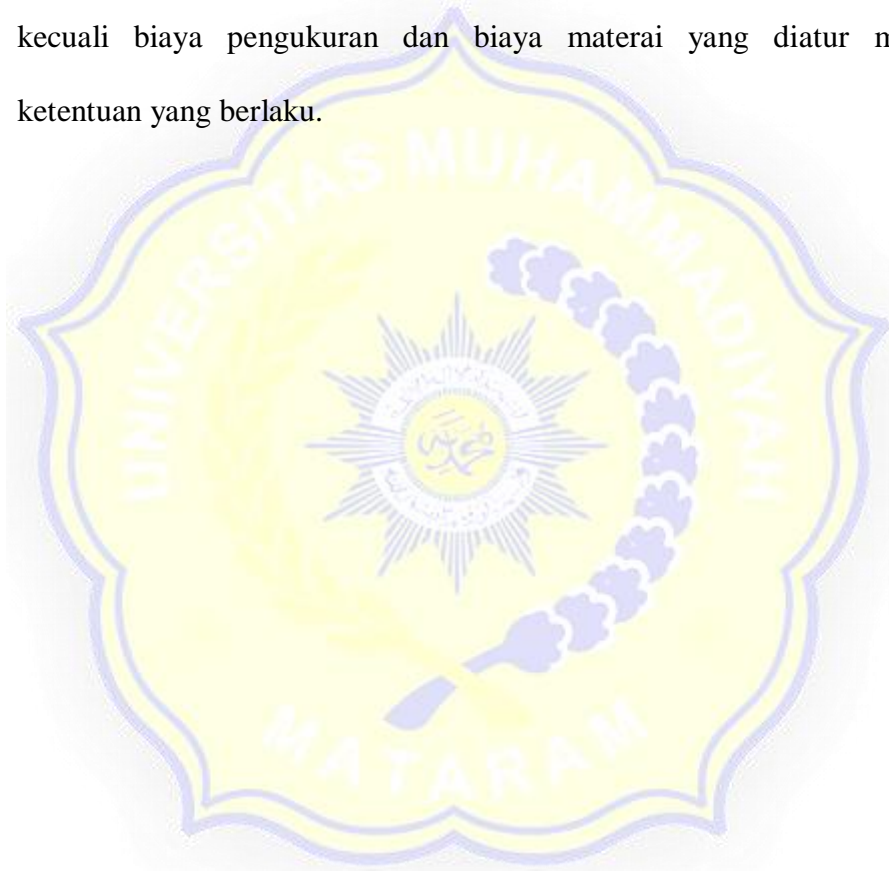 kecuali biaya pengukuran dan biaya materai yang diatur m
ketentuan yang berlaku.
UNIVERSITAS MUHAMMADIYAH
MATARAM